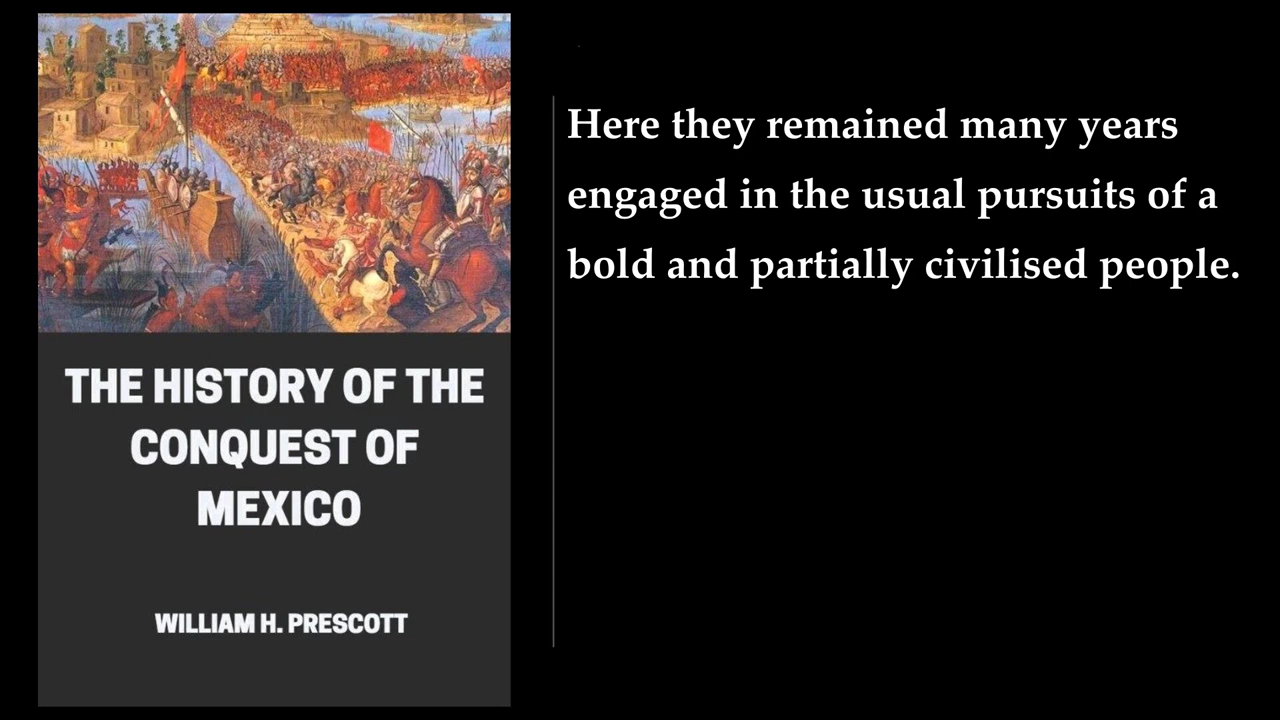 THE HISTORY OF THE
CONQUEST OF
MEXICO
WILLIAM H. PRESCOTT
Here they remained many years
engaged in the usual pursuits of a
bold and partially civilised people.